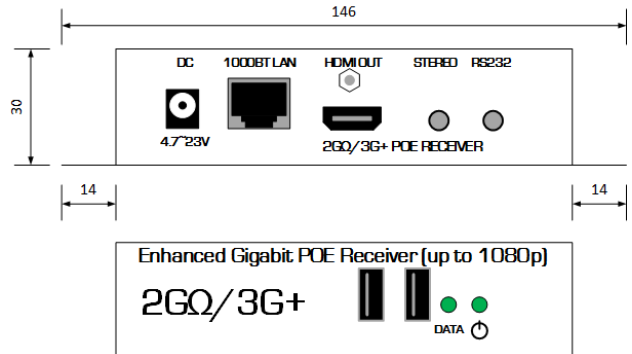 146
DC 1000BT LAN HDMI OUT STEREO RS232
30
4.7~23V
2GΩ/3G+ POE RECEIVER
14 14
Enhanced Gigabit POE Receiver (up to 1080p)
2GΩ/3G+
DATA